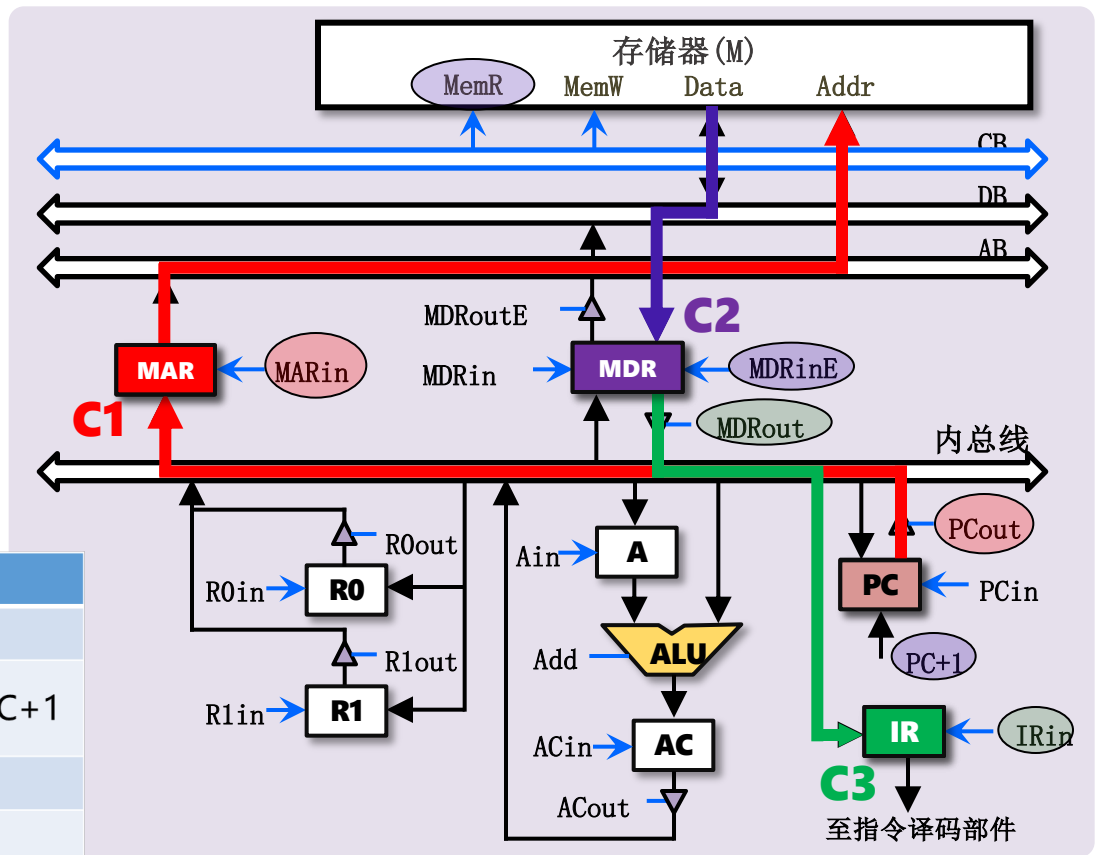 存储器(M)
MemR MemW Data Addr
CB
DB
AB
MDRoutE
C2
MAR
MARin
MDRin
MDR
MDRinE
C1
MDRout
内总线
R0out
Ain
A
PCout
R0in
R0
PC
PCin
R1out
Add
ALU
PC+1
C+1
R1in
R1
ACin
AC
IR
IRin
C3
ACout
至指令译码部件